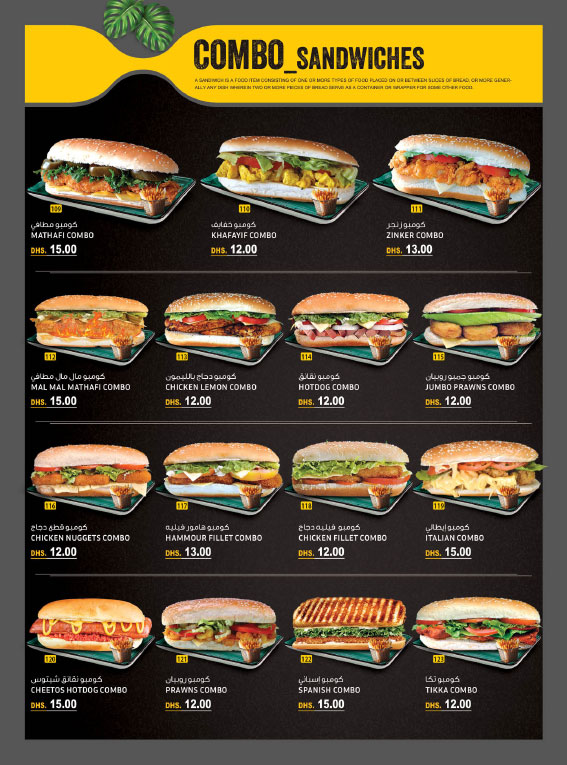 COMBO_SANDWICHES
A SANDWICH IS A FOOD ITEM CONSISTING OF ONE OR MORE TYPES OF FOOD PLACED ON OR BETWEEN SLICES OF BREAD, OR MORE GENER-
ALLY ANY DISH WHEREIN TWO OR MORE PIECES OF BREAD SERVE AS A CONTAINER OR WRAPPER FOR SOME OTHER FOOD.
109
كومبو مطافي
MATHAFI COMBO
DHS. 15.00
110
كومبو خفايف
KHAFAYIF COMBO
DHS. 12.00
111
كومبو زنجر
ZINKER COMBO
DHS. 13.00
112
كومبو مال مال مطافي
MAL MAL MATHAFI COMBO
DHS. 15.00
113
كومبو دجاج بالليمون
CHICKEN LEMON COMBO
DHS. 12.00
114
كومبو نقانق
HOTDOG COMBO
DHS. 12.00
115
كومبو جمبو روبيان
JUMBO PRAWNS COMBO
DHS. 12.00
116
كومبو قطع دجاج
CHICKEN NUGGETS COMBO
DHS. 12.00
117
كومبو هامور فيليه
HAMMOUR FILLET COMBO
DHS. 13.00
118
كومبو فيليه دجاج
CHICKEN FILLET COMBO
DHS. 12.00
119
كومبو إيطالي
ITALIAN COMBO
DHS. 15.00
120
كومبو نقانق شيتوس
CHEETOS HOTDOG COMBO
DHS. 15.00
121
كومبو روبيان
PRAWNS COMBO
DHS. 12.00
122
كومبو إسباني
SPANISH COMBO
DHS. 15.00
123
كومبو تكا
TIKKA COMBO
DHS. 12.00